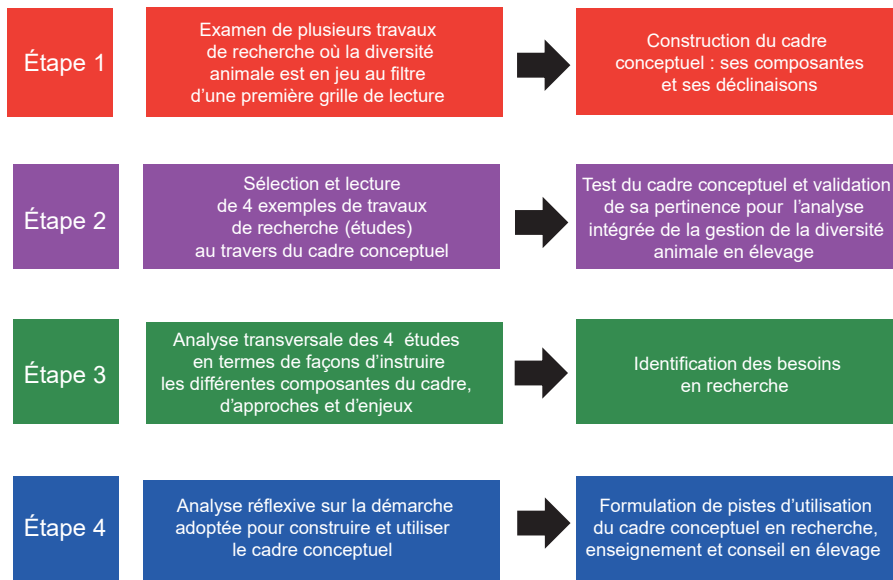 Étape 1
Examen de plusieurs travaux
de recherche où la diversité
animale est en jeu au filtre
d’une première grille de lecture
Construction du cadre
conceptuel : ses composantes
et ses déclinaisons
Étape 2
Sélection et lecture
de 4 exemples de travaux
de recherche (études)
au travers du cadre conceptuel
Test du cadre conceptuel et validation
de sa pertinence pour l’analyse
intégrée de la gestion de la diversité
animale en élevage
Étape 3
Analyse transversale des 4 études
en termes de façons d’instruire
les différentes composantes du cadre,
d’approches et d’enjeux
Identification des besoins
en recherche
Étape 4
Analyse réflexive sur la démarche
adoptée pour construire et utiliser
le cadre conceptuel
Formulation de pistes d’utilisation
du cadre conceptuel en recherche,
enseignement et conseil en élevage